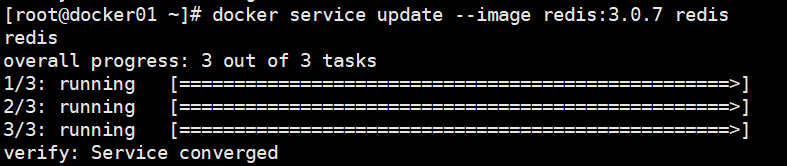 [root@docker01 ~]# docker service update --image redis:3.0.7 redis
redis
overall progress: 3 out of 3 tasks
1/3: running   [==================================================>]
2/3: running   [==================================================>]
3/3: running   [==================================================>]
verify: Service converged